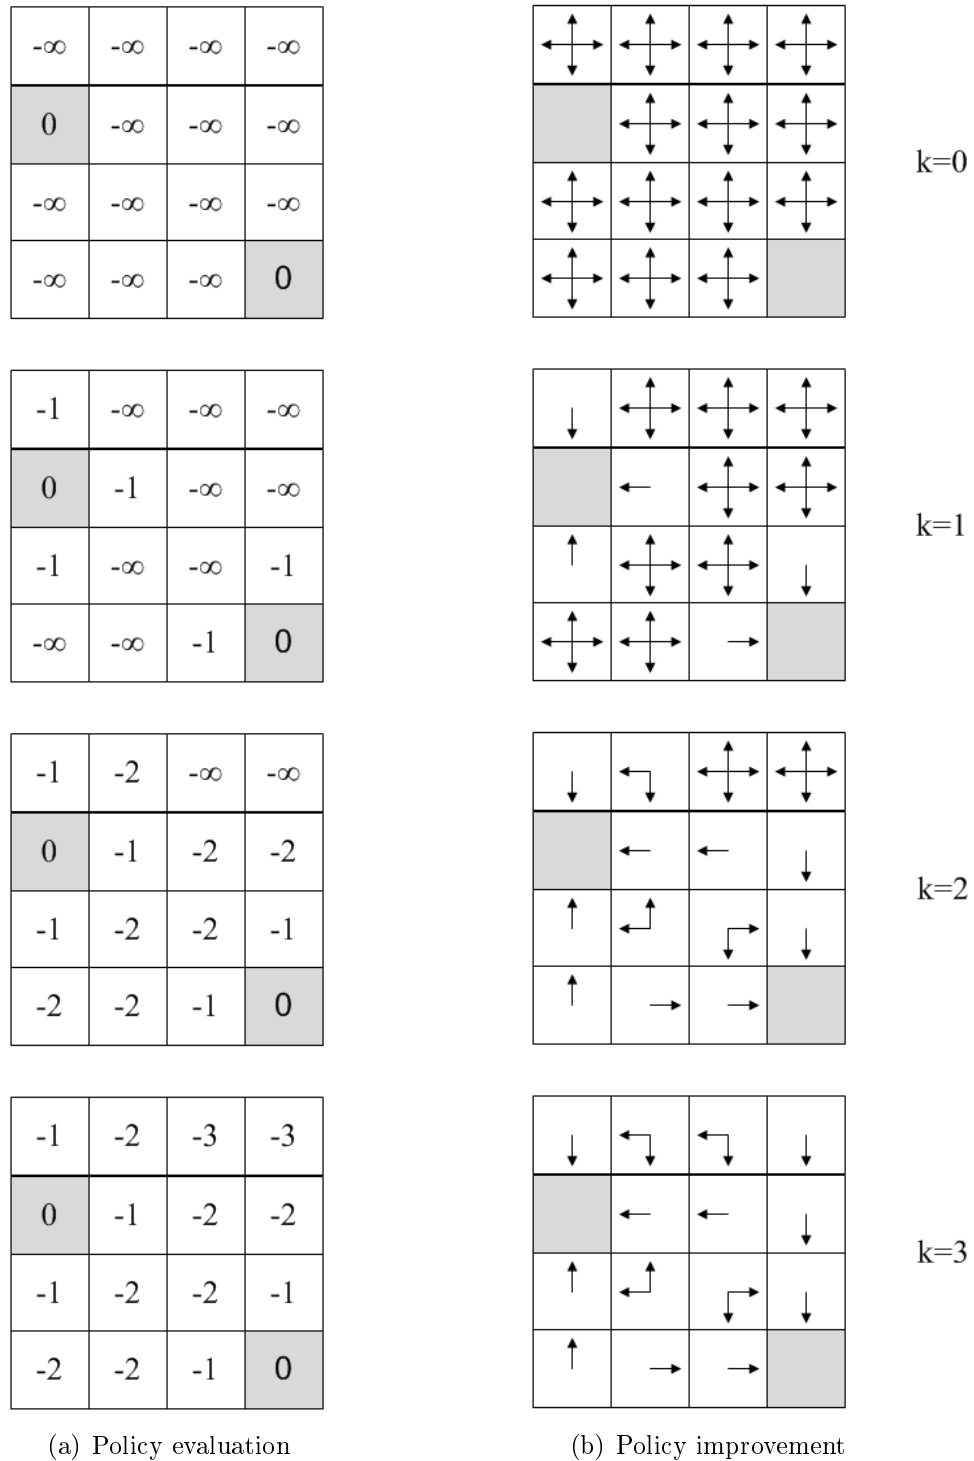 -∞ -∞ -∞ -∞
0 -∞ -∞ -∞
k=0
-∞ -∞ -∞ -∞
-∞ -∞ -∞ 0
-1 -∞ -∞ -∞
0 -1 -∞ -∞
k=1
-1 -∞ -∞ -1
-∞ -∞ -1 0
-1 -2 -∞ -∞
0 -1 -2 -2
k=2
-1 -2 -2 -1
-2 -2 -1 0
-1 -2 -3 -3
0 -1 -2 -2
k=3
-1 -2 -2 -1
-2 -2 -1 0
(a) Policy evaluation
(b) Policy improvement